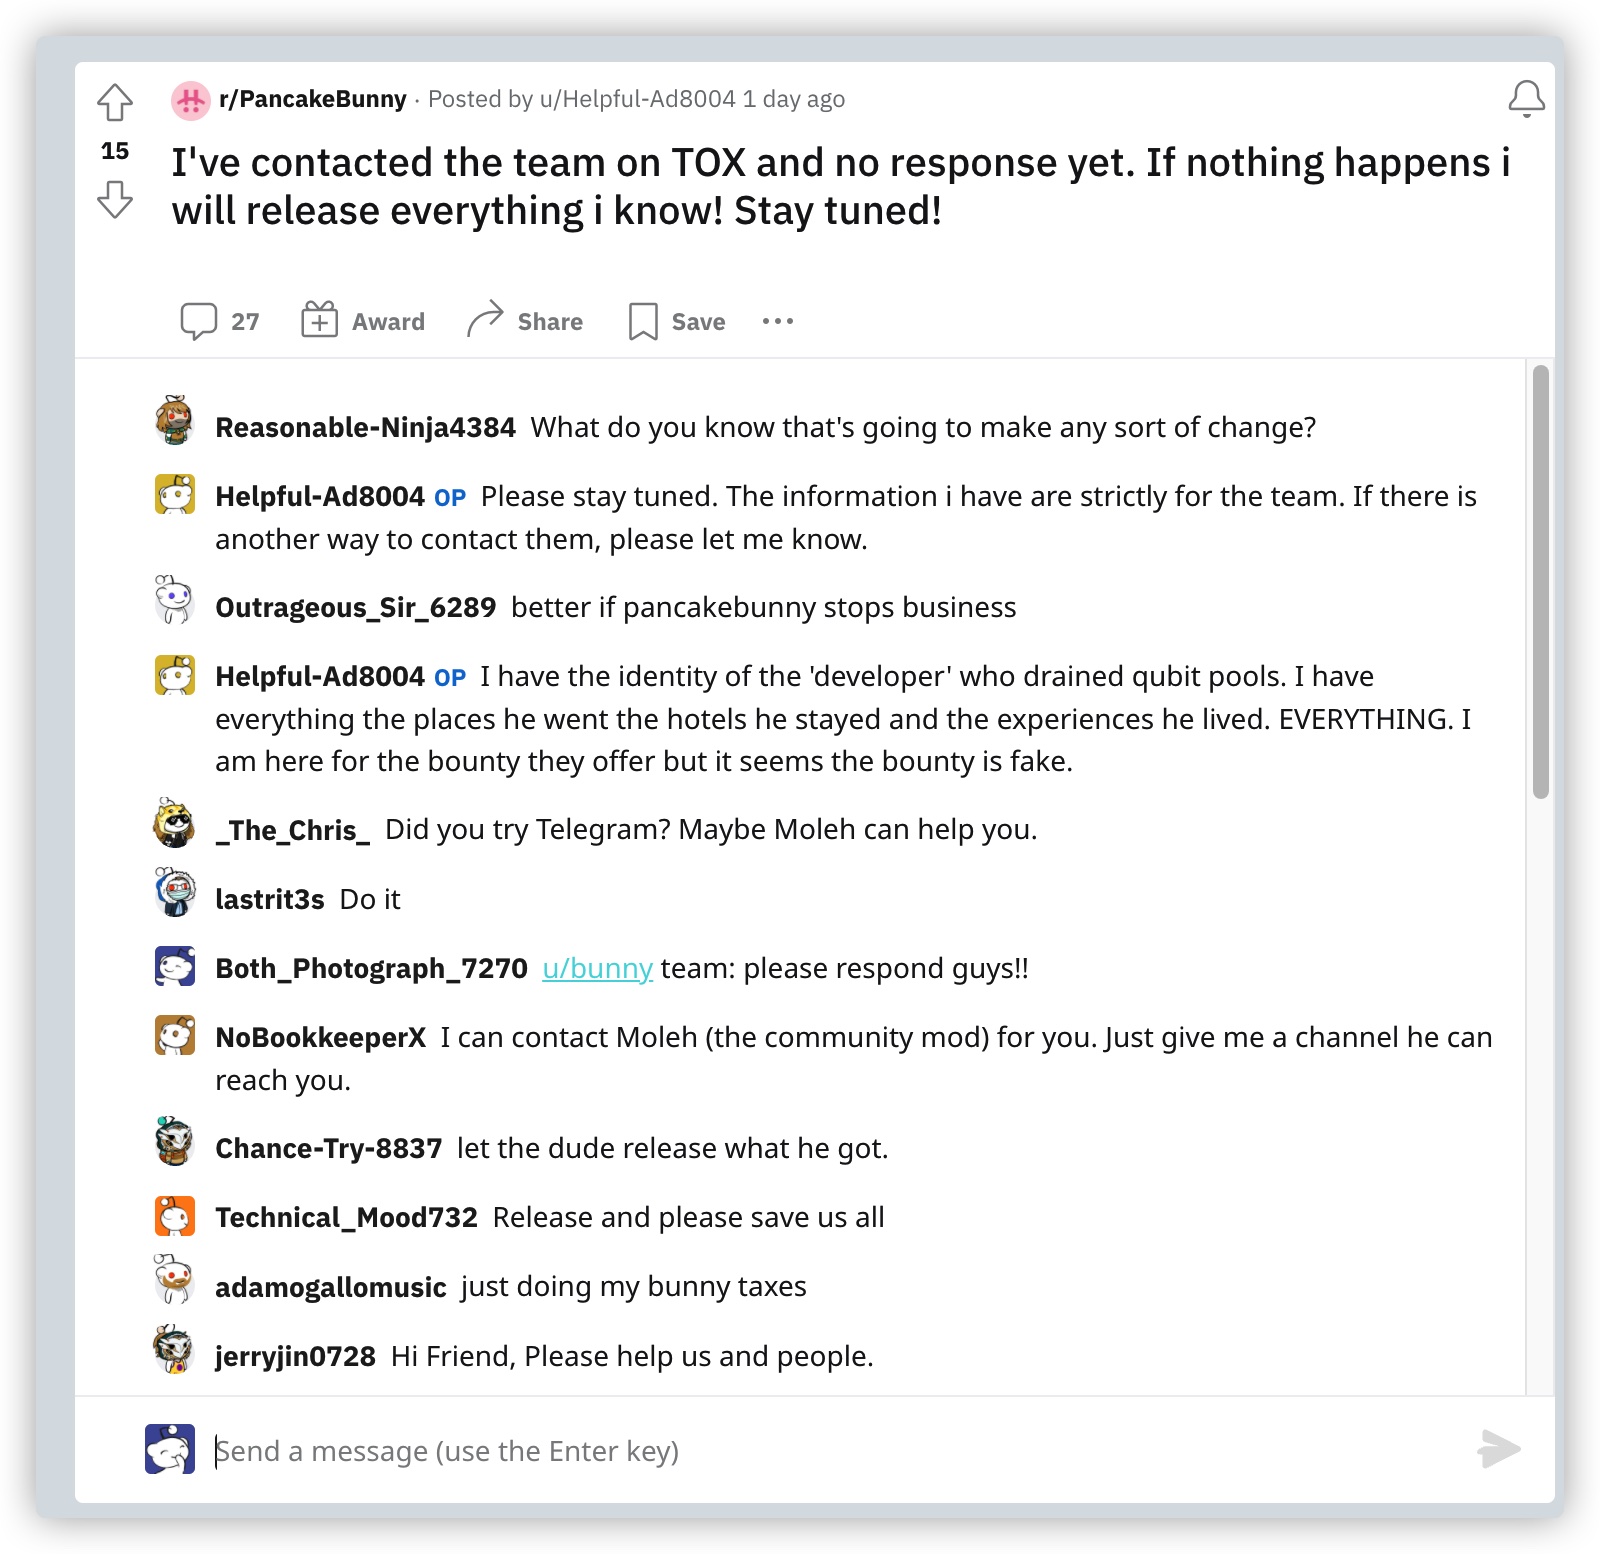 r/PancakeBunny · Posted by u/Helpful-Ad8004 1 day ago
15
I've contacted the team on TOX and no response yet. If nothing happens i
will release everything i know! Stay tuned!
27 Award Share Save
Reasonable-Ninja4384 What do you know that's going to make any sort of change?
Helpful-Ad8004 OP Please stay tuned. The information i have are strictly for the team. If there is
another way to contact them, please let me know.
Outrageous_Sir_6289 better if pancakebunny stops business
Helpful-Ad8004 OP I have the identity of the 'developer' who drained qubit pools. I have
everything the places he went the hotels he stayed and the experiences he lived. EVERYTHING. I
am here for the bounty they offer but it seems the bounty is fake.
_The_Chris_ Did you try Telegram? Maybe Moleh can help you.
lastrit3s Do it
Both_Photograph_7270 u/bunny team: please respond guys!!
NoBookkeeperX I can contact Moleh (the community mod) for you. Just give me a channel he can
reach you.
Chance-Try-8837 let the dude release what he got.
Technical_Mood732 Release and please save us all
adamogallomusic just doing my bunny taxes
jerryjin0728 Hi Friend, Please help us and people.
Send a message (use the Enter key)